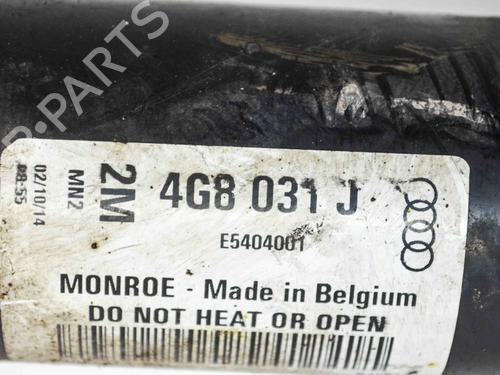 B-PARTS
08:55
02/10/14
MIN2
2M
4G8 031 J
E5404001
MONROE - Made in Belgium
DO NOT HEAT OR OPEN